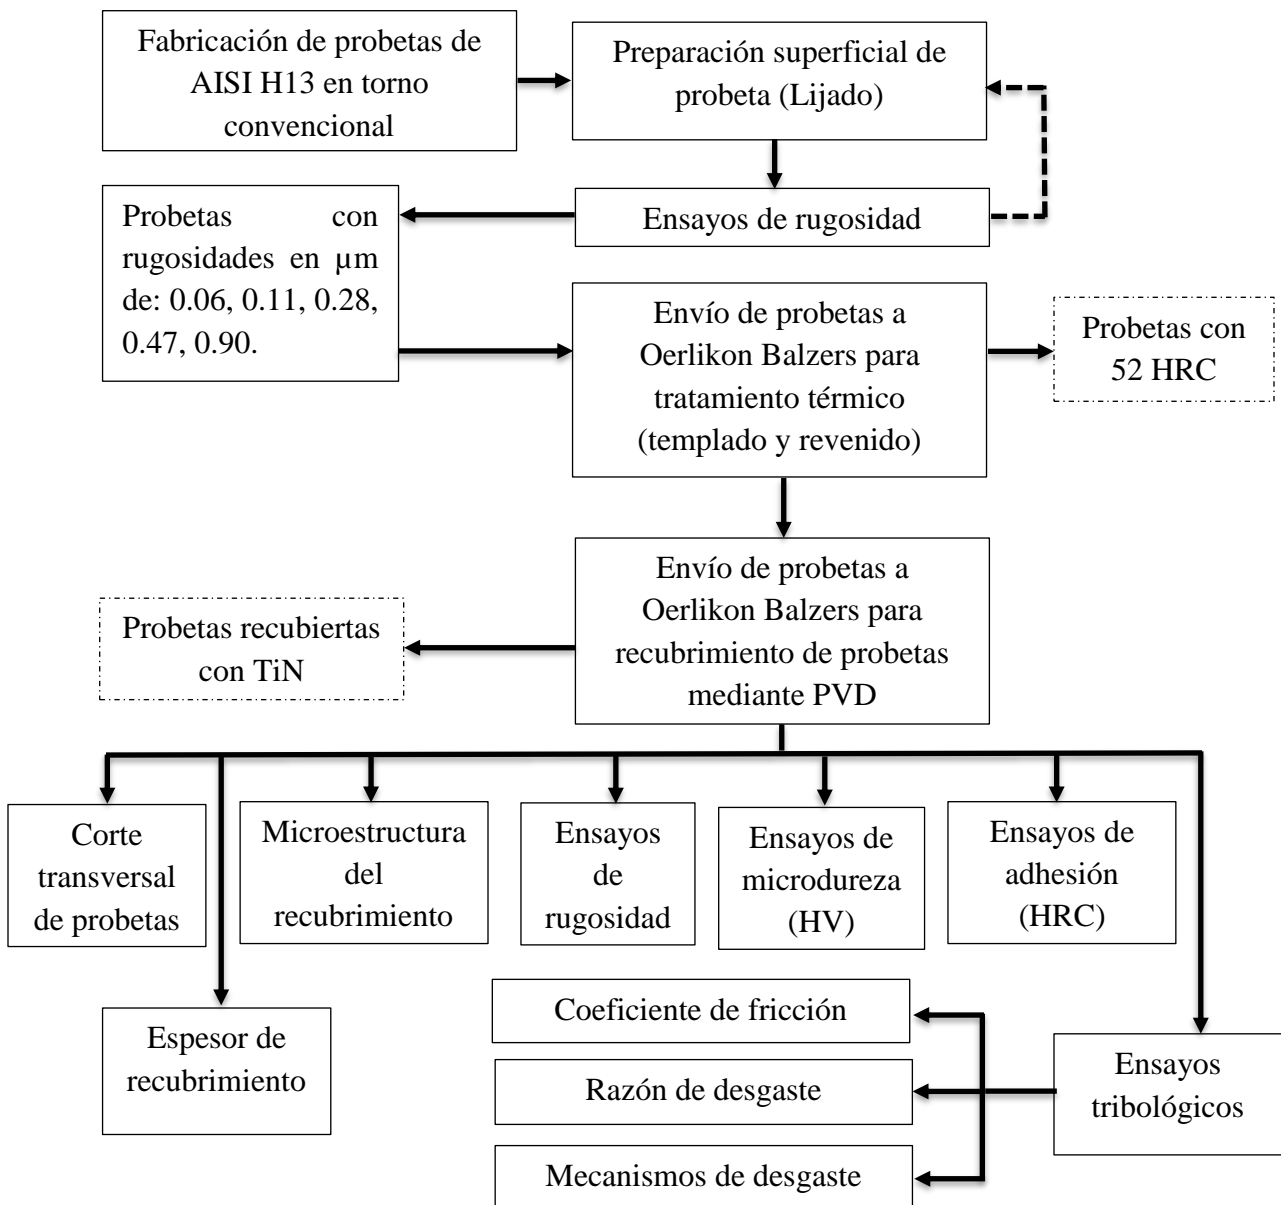 Fabricación de probetas de
AISI H13 en torno
convencional
Preparación superficial de
probeta (Lijado)
Ensayos de rugosidad
Probetas con
rugosidades en µm
de: 0.06, 0.11, 0.28,
0.47, 0.90.
Envío de probetas a
Oerlikon Balzers para
tratamiento térmico
(templado y revenido)
Probetas con
52 HRC
Envío de probetas a
Oerlikon Balzers para
recubrimiento de probetas
mediante PVD
Probetas recubiertas
con TiN
Corte
transversal
de probetas
Microestructura
del
recubrimiento
Ensayos
de
rugosidad
Ensayos de
microdureza
(HV)
Ensayos de
adhesión
(HRC)
Espesor de
recubrimiento
Coeficiente de fricción
Razón de desgaste
Mecanismos de desgaste
Ensayos
tribológicos